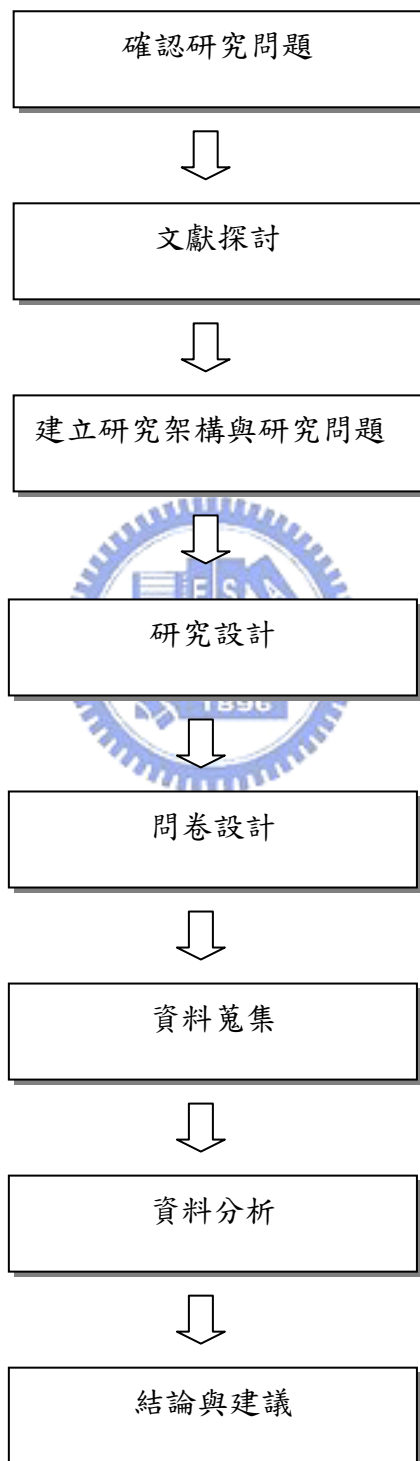 確認研究問題
文獻探討
建立研究架構與研究問題
研究設計
1896
問卷設計
資料蒐集
資料分析
結論與建議